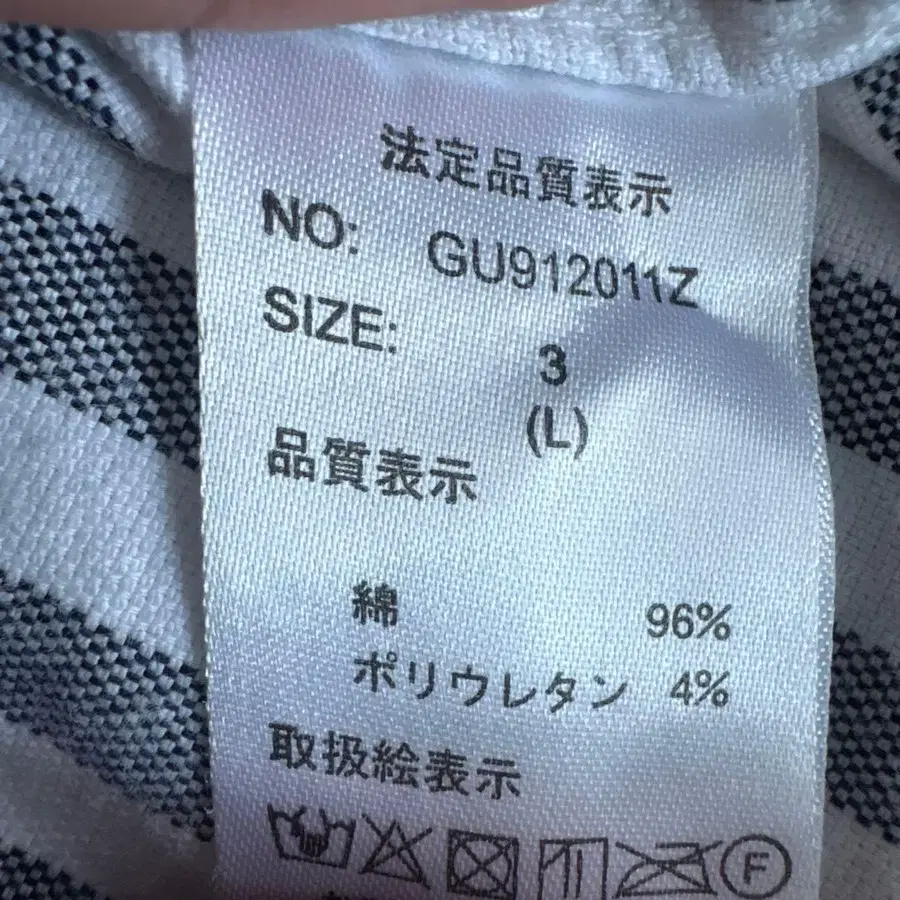 法定品質表示
NO: GU912011Z
SIZE: 3
(L)
品質表示
綿 96%
ポリウレタン 4%
取扱絵表示
F